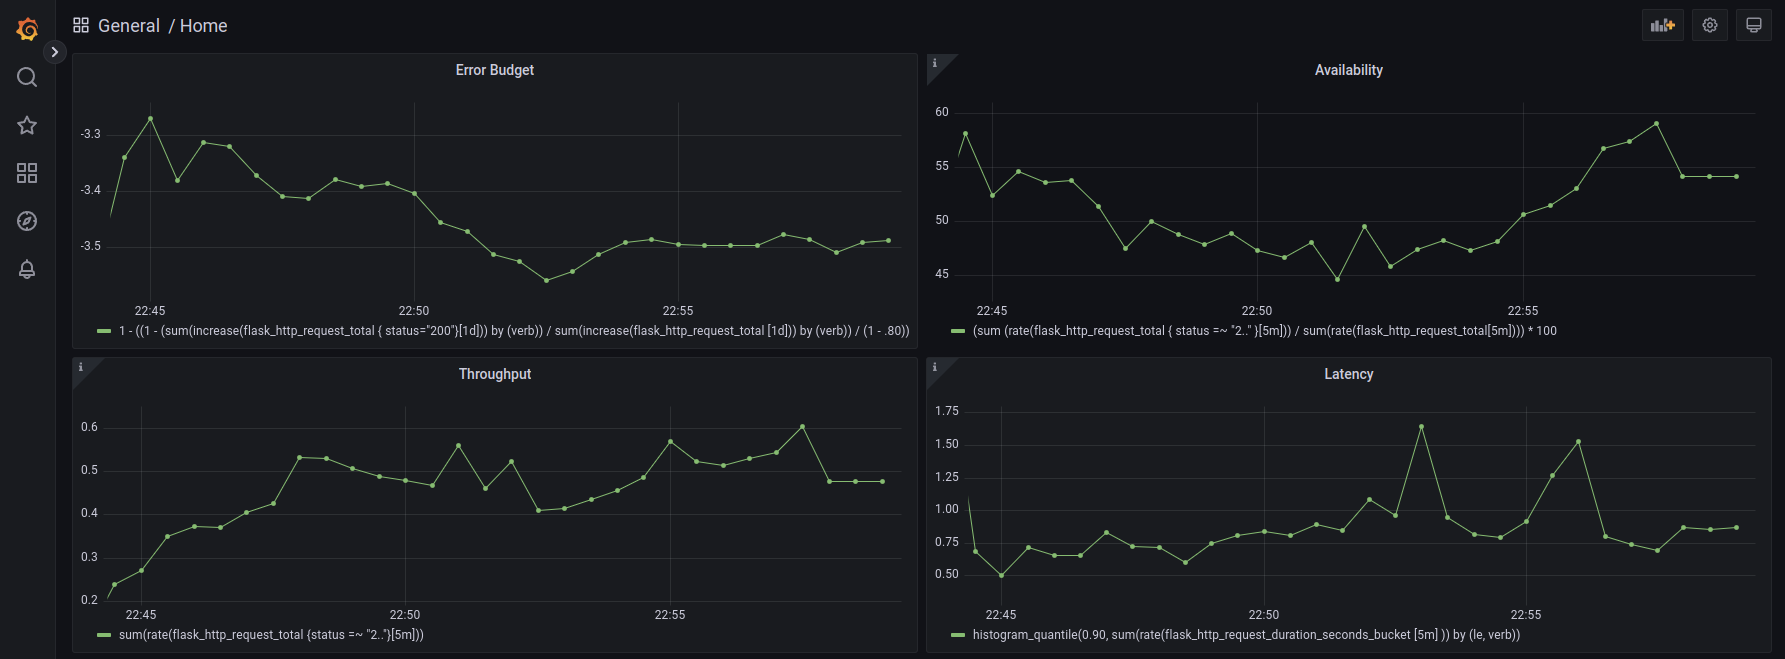 General / Home
Error Budget
-3.3
-3.4
-3.5
22:45 22:50 22:55
1 - ((1 - (sum(increase(flask_http_request_total { status="200"}[1d])) by (verb)) / sum(increase(flask_http_request_total [1d])) by (verb)) / (1 - .80))
i
Availability
60
55
50
45
22:45 22:50 22:55
(sum (rate(flask_http_request_total { status =~ "2.." }[5m])) / sum(rate(flask_http_request_total[5m]))) * 100
i
Throughput
0.6
0.5
0.4
0.3
0.2
22:45 22:50 22:55
sum(rate(flask_http_request_total {status =~ "2.."}[5m]))
i
Latency
1.75
1.50
1.25
1.00
0.75
0.50
22:45 22:50 22:55
histogram_quantile(0.90, sum(rate(flask_http_request_duration_seconds_bucket [5m] )) by (le, verb))